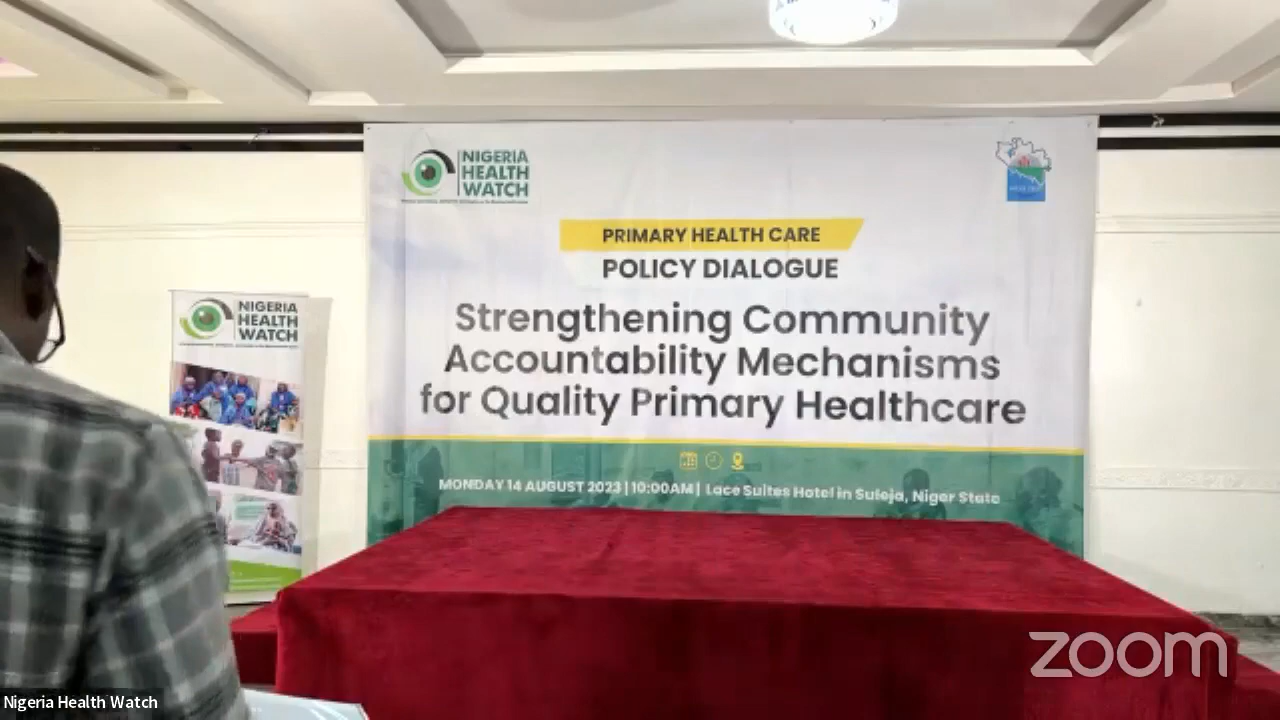 NIGERIA
HEALTH
WATCH
PRIMARY HEALTH CARE
POLICY DIALOGUE
Strengthening Community
Accountability Mechanisms
for Quality Primary Healthcare
MONDAY 14 AUGUST 2023 | 10:00AM | Lace Suites Hotel in Suleja, Niger State
NIGERIA
HEALTH
WATCH
zoom
Nigeria Health Watch